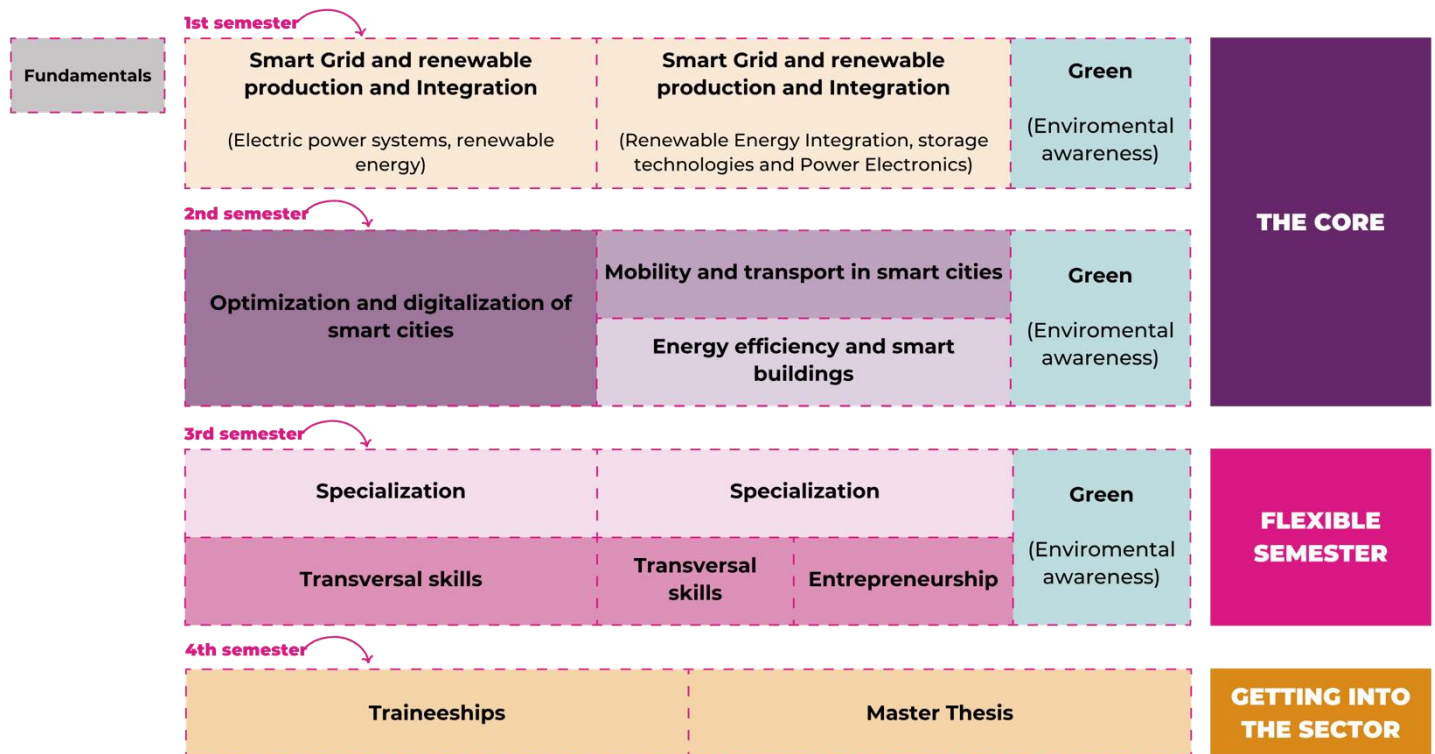 1st semester
Fundamentals
Smart Grid and renewable
production and Integration
(Electric power systems, renewable
energy)
Smart Grid and renewable
production and Integration
(Renewable Energy Integration, storage
technologies and Power Electronics)
Green
(Enviromental
awareness)
THE CORE
2nd semester
Optimization and digitalization of
smart cities
Mobility and transport in smart cities
Energy efficiency and smart
buildings
Green
(Enviromental
awareness)
3rd semester
Specialization
Specialization
Transversal skills
Transversal
skills
Entrepreneurship
Green
(Enviromental
awareness)
FLEXIBLE
SEMESTER
4th semester
Traineeships
Master Thesis
GETTING INTO
THE SECTOR